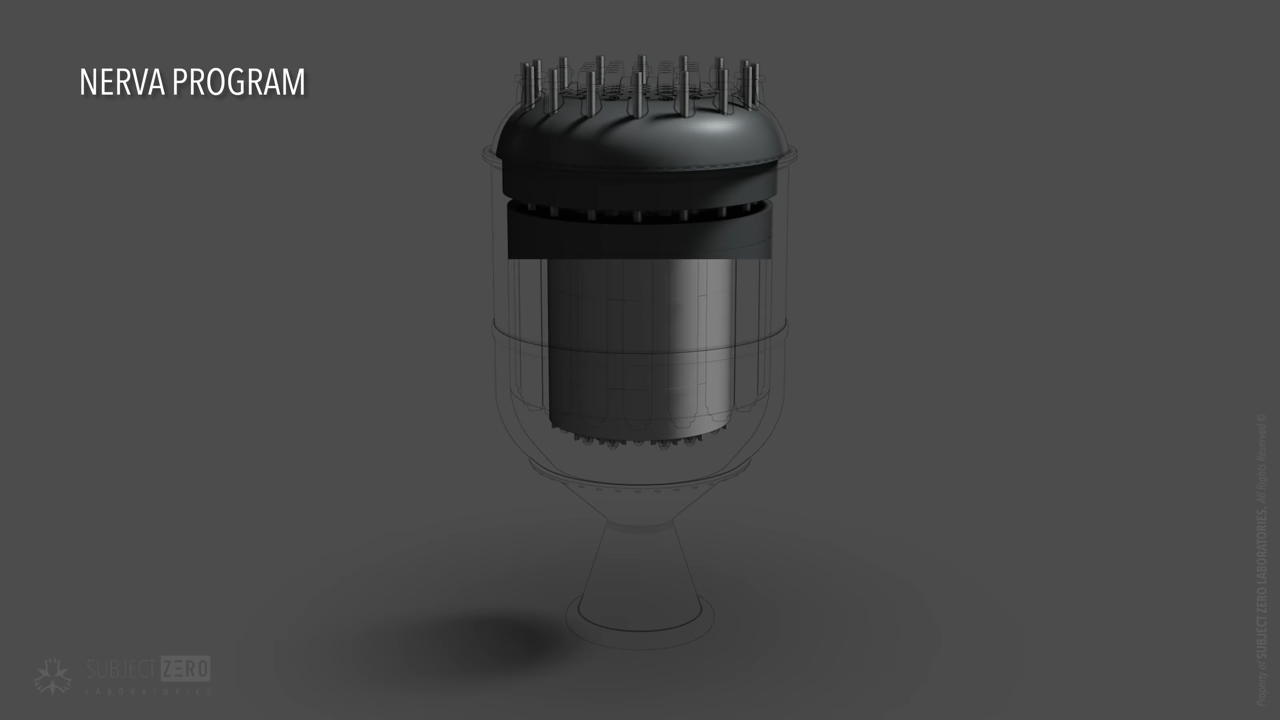 NERVA PROGRAM
SUBJECT ZERO
LABORATORIES
Property of SUBJECT ZERO LABORATORIES. All Rights Reserved ©